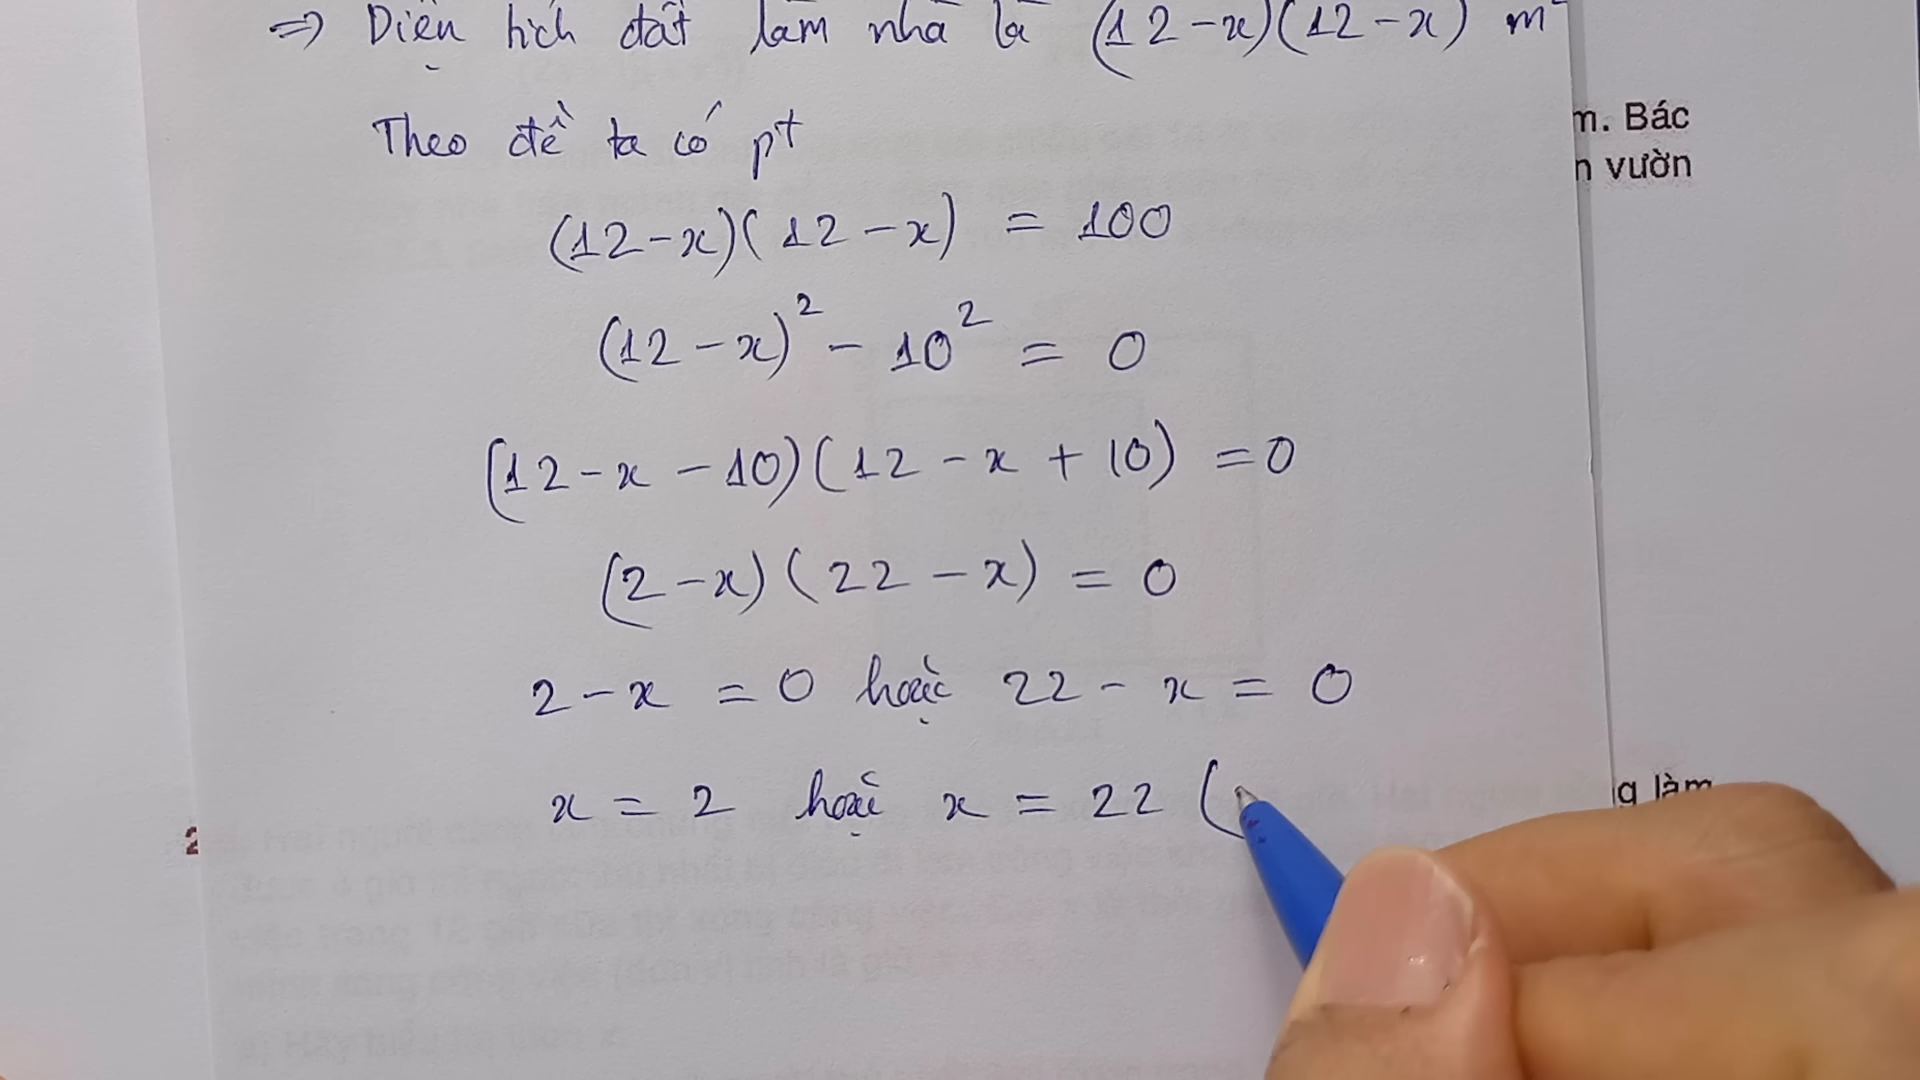 => Diện tích đất làm nhà là (12-x)(12-x) m²
Theo đề ta có pt
m. Bác
n vườn
(12-x)(12-x) = 100
(12-x)² - 10² = 0
(12-x-10)(12-x+10) = 0
(2-x)(22-x) = 0
2-x = 0 hoặc 22-x = 0
x = 2 hoặc x = 22 (
g làm
2